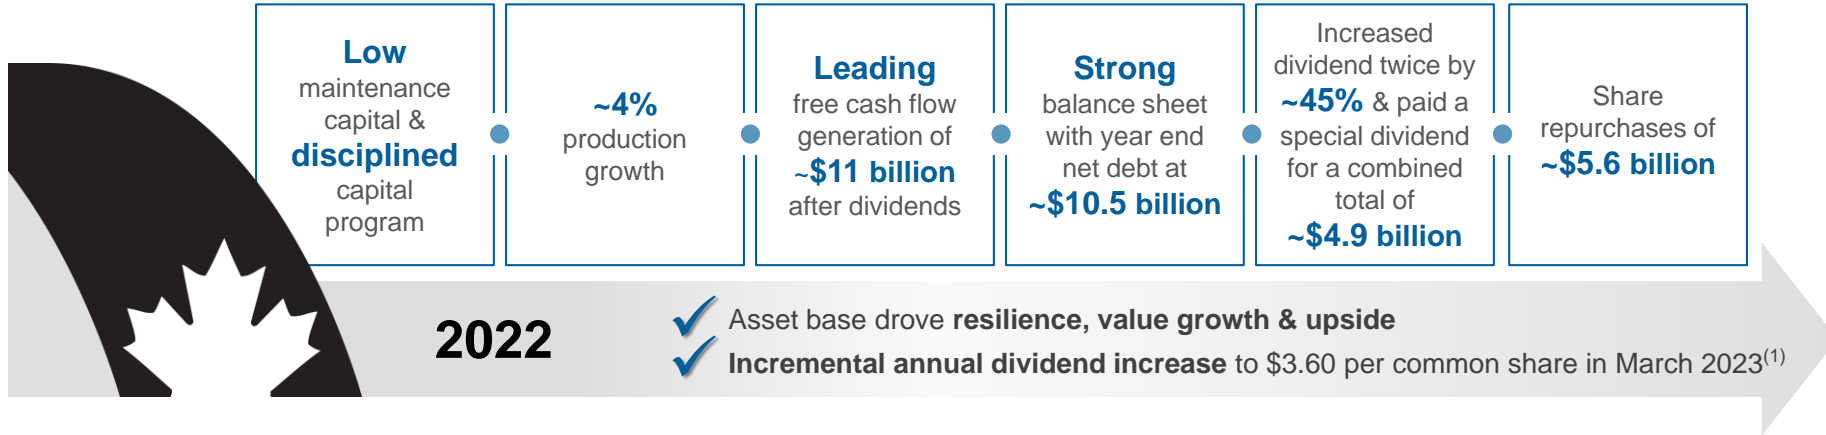 Low
maintenance
capital &
disciplined
capital
program
~4%
production
growth
Leading
free cash flow
generation of
~$11 billion
after dividends
Strong
balance sheet
with year end
net debt at
~$10.5 billion
Increased
dividend twice by
~45% & paid a
special dividend
for a combined
total of
~$4.9 billion
Share
repurchases of
~$5.6 billion
2022
Asset base drove resilience, value growth & upside
Incremental annual dividend increase to $3.60 per common share in March 2023(1)